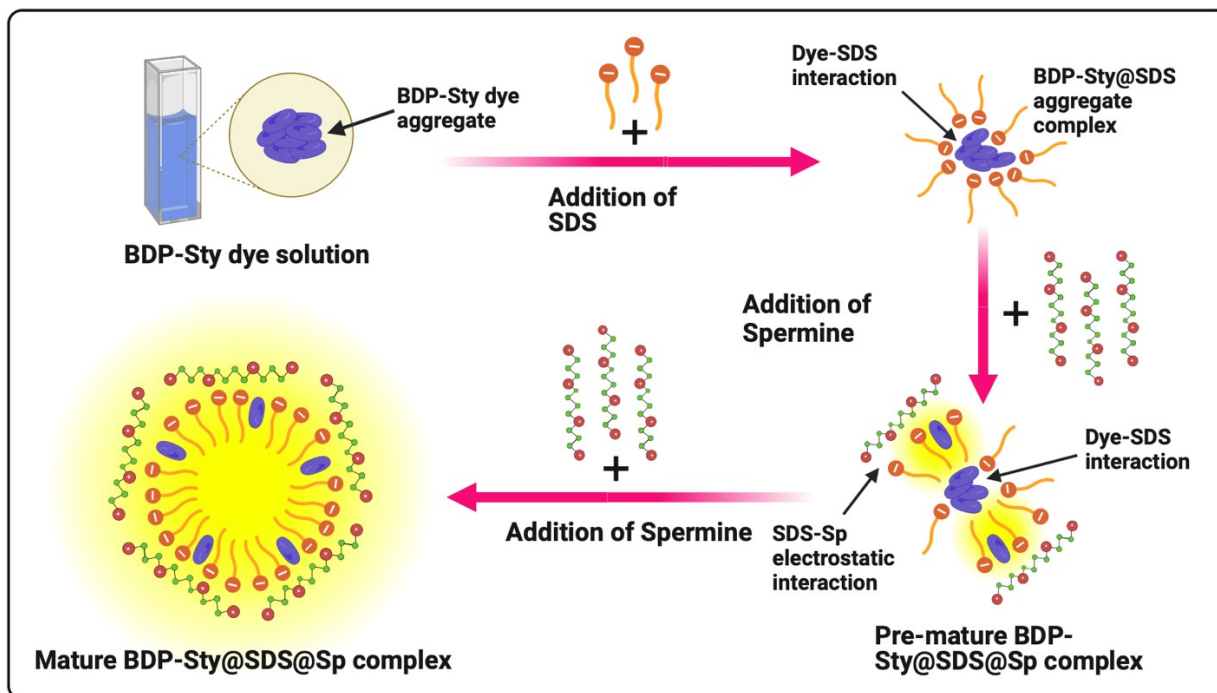 BDP-Sty dye
aggregate
BDP-Sty dye solution
+
Addition of
SDS
Dye-SDS
interaction
BDP-Sty@SDS
aggregate
complex
Addition of
Spermine
+
Dye-SDS
interaction
SDS-Sp
electrostatic
interaction
Pre-mature BDP-
Sty@SDS@Sp complex
+
Addition of Spermine
Mature BDP-Sty@SDS@Sp complex